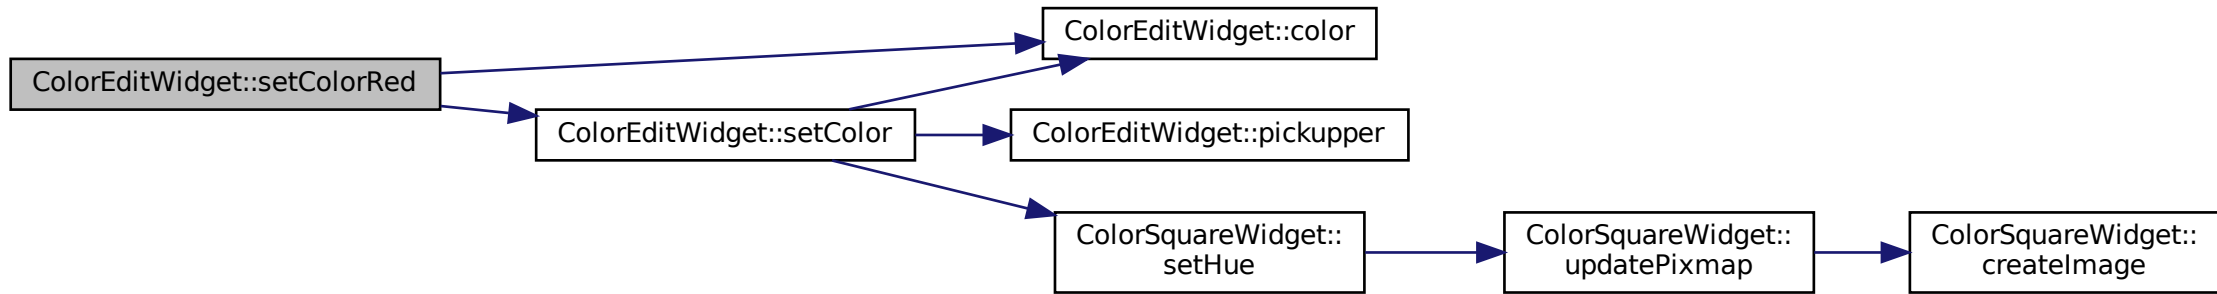 ColorEditWidget::setColorRed
ColorEditWidget::color
ColorEditWidget::setColor
ColorEditWidget::pickupper
ColorSquareWidget::
setHue
ColorSquareWidget::
updatePixmap
ColorSquareWidget::
createImage